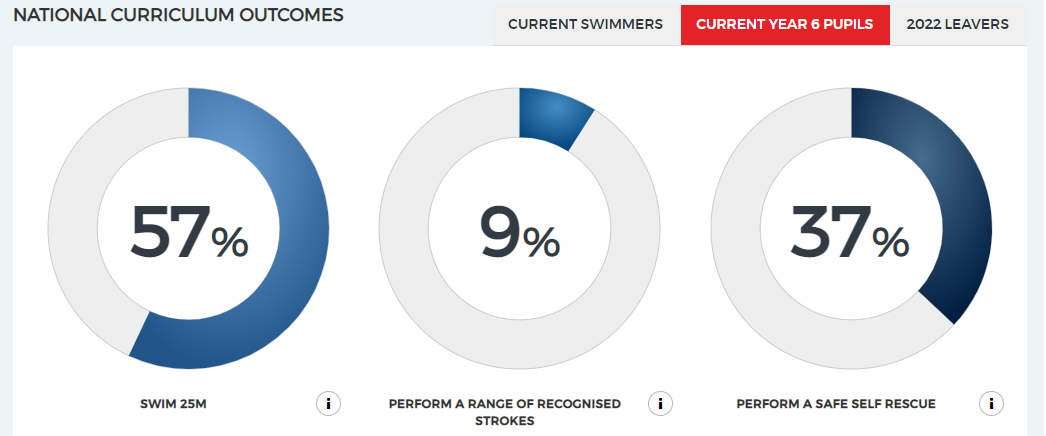 NATIONAL CURRICULUM OUTCOMES
CURRENT SWIMMERS
CURRENT YEAR 6 PUPILS
2022 LEAVERS
57%
9%
37%
SWIM 25M
i
PERFORM A RANGE OF RECOGNISED
STROKES
i
PERFORM A SAFE SELF RESCUE
i